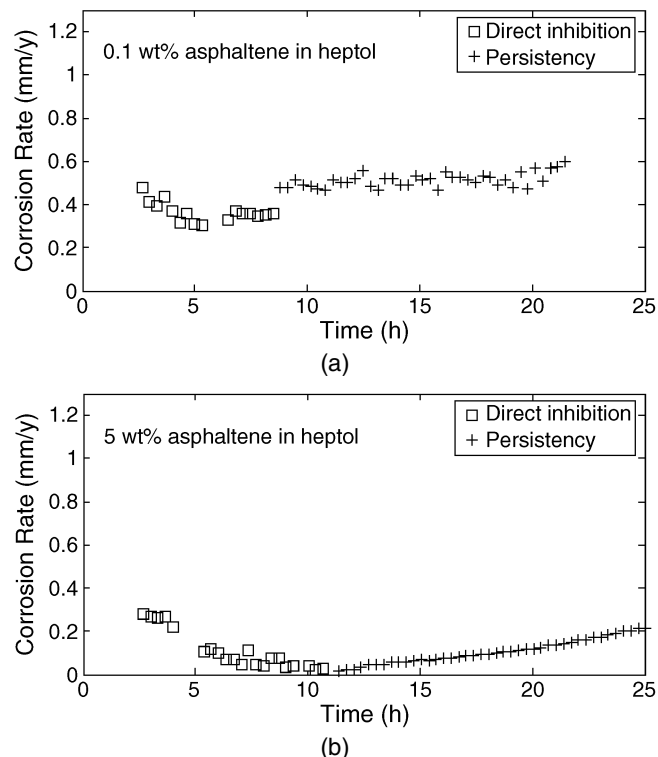 1.2
1
0.8
0.6
0.4
0.2
0
Corrosion Rate (mm/y)
0.1 wt% asphaltene in heptol
Direct inhibition
Persistency
0 5 10 15 20 25
Time (h)
(a)
1.2
1
0.8
0.6
0.4
0.2
0
Corrosion Rate (mm/y)
5 wt% asphaltene in heptol
Direct inhibition
Persistency
0 5 10 15 20 25
Time (h)
(b)